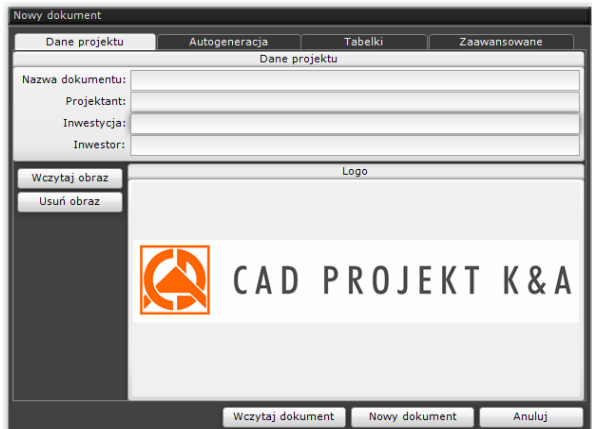 Nowy dokument
Dane projektu Autogeneracja Tabelki Zaawansowane
Dane projektu
Nazwa dokumentu:
Projektant:
Inwestycja:
Inwestor:
Wczytaj obraz
Usuń obraz
Logo
CAD PROJEKT K&A
Wczytaj dokument Nowy dokument Anuluj